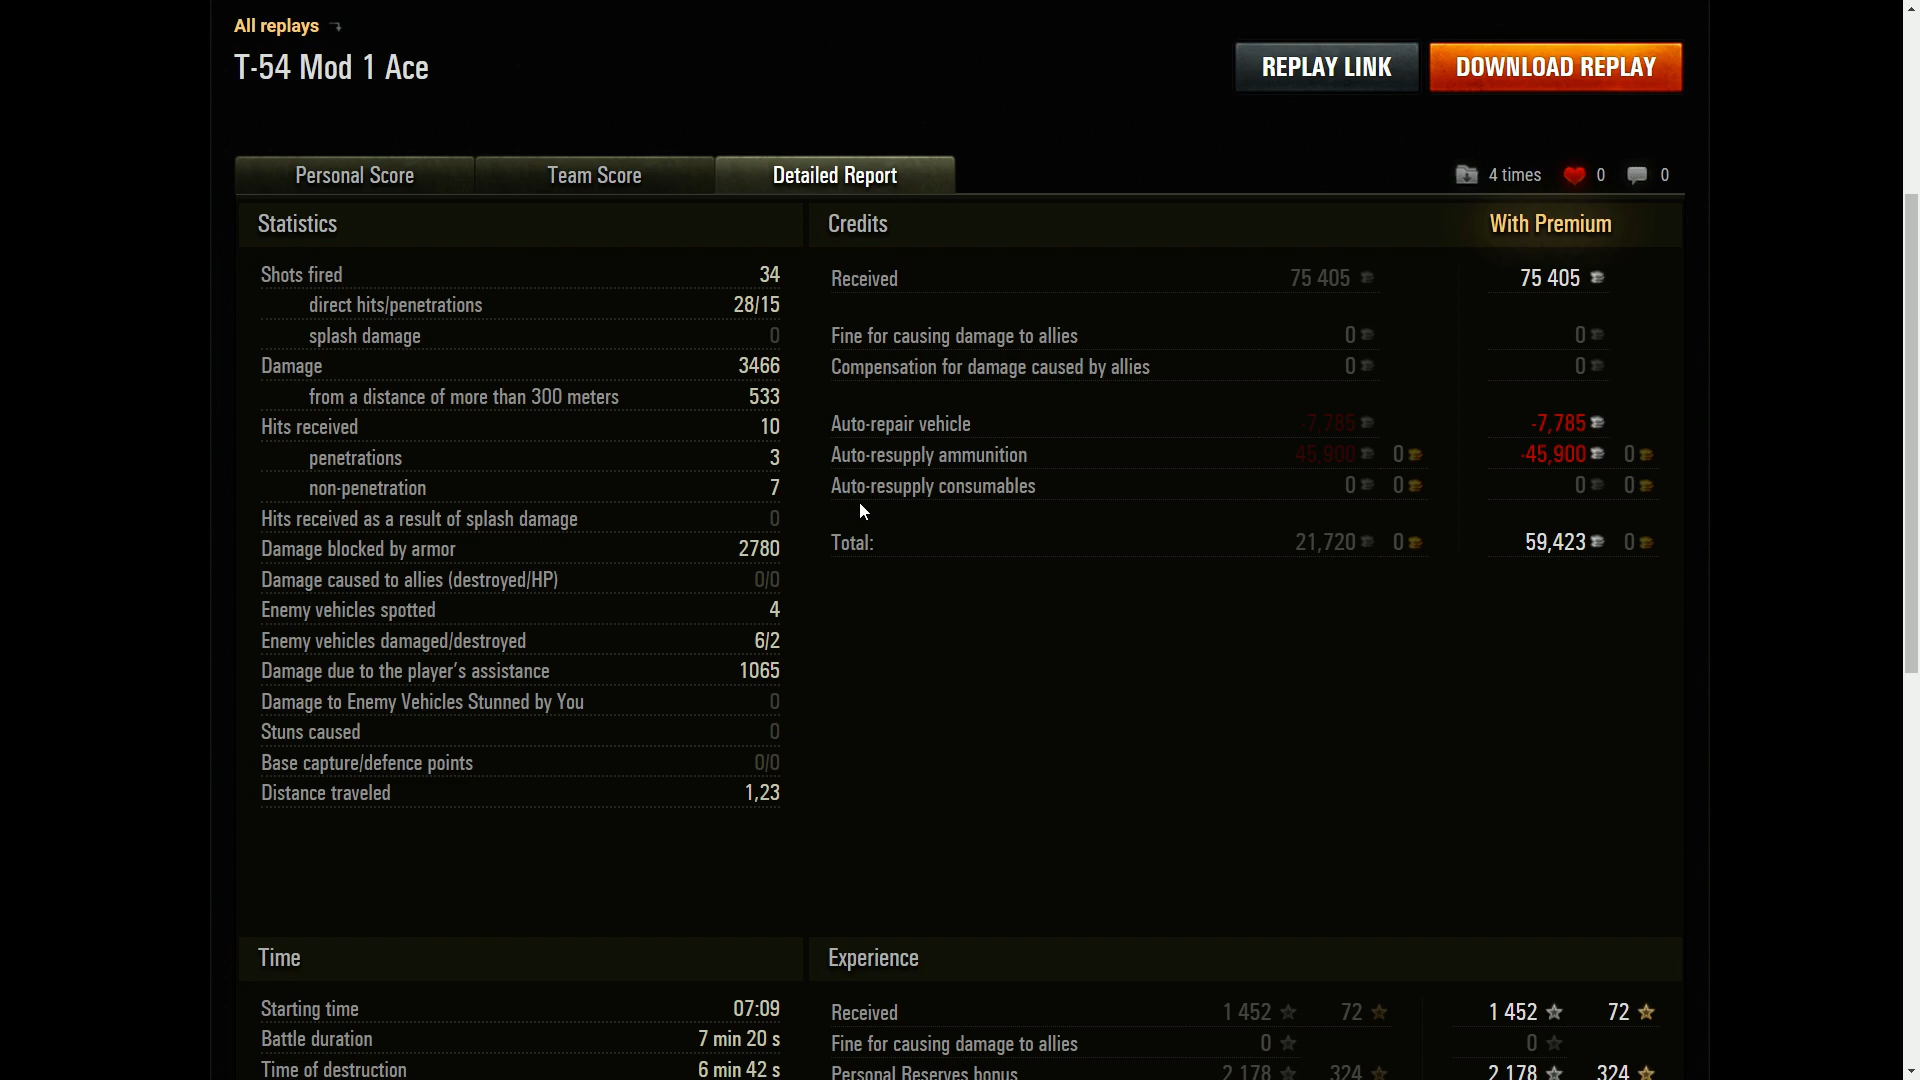 All replays
T-54 Mod 1 Ace
REPLAY LINK
DOWNLOAD REPLAY
Personal Score
Team Score
Detailed Report
4 times 0 0
Statistics
Shots fired 34
direct hits/penetrations 28/15
splash damage 0
Damage 3466
from a distance of more than 300 meters 533
Hits received 10
penetrations 3
non-penetration 7
Hits received as a result of splash damage 0
Damage blocked by armor 2780
Damage caused to allies (destroyed/HP) 0/0
Enemy vehicles spotted 4
Enemy vehicles damaged/destroyed 6/2
Damage due to the player's assistance 1065
Damage to Enemy Vehicles Stunned by You 0
Stuns caused 0
Base capture/defence points 0/0
Distance traveled 1,23
Credits With Premium
Received 75 405 75 405
Fine for causing damage to allies 0 0
Compensation for damage caused by allies 0 0
Auto-repair vehicle -7,785 -7,785
Auto-resupply ammunition 45,900 0 -45,900 0
Auto-resupply consumables 0 0 0 0
Total: 21,720 0 59,423 0
Time
Starting time 07:09
Battle duration 7 min 20 s
Time of destruction 6 min 42 s
Experience
Received 1 452 72 1 452 72
Fine for causing damage to allies 0 0
Personal Reserves bonus 2 178 324 2 178 324